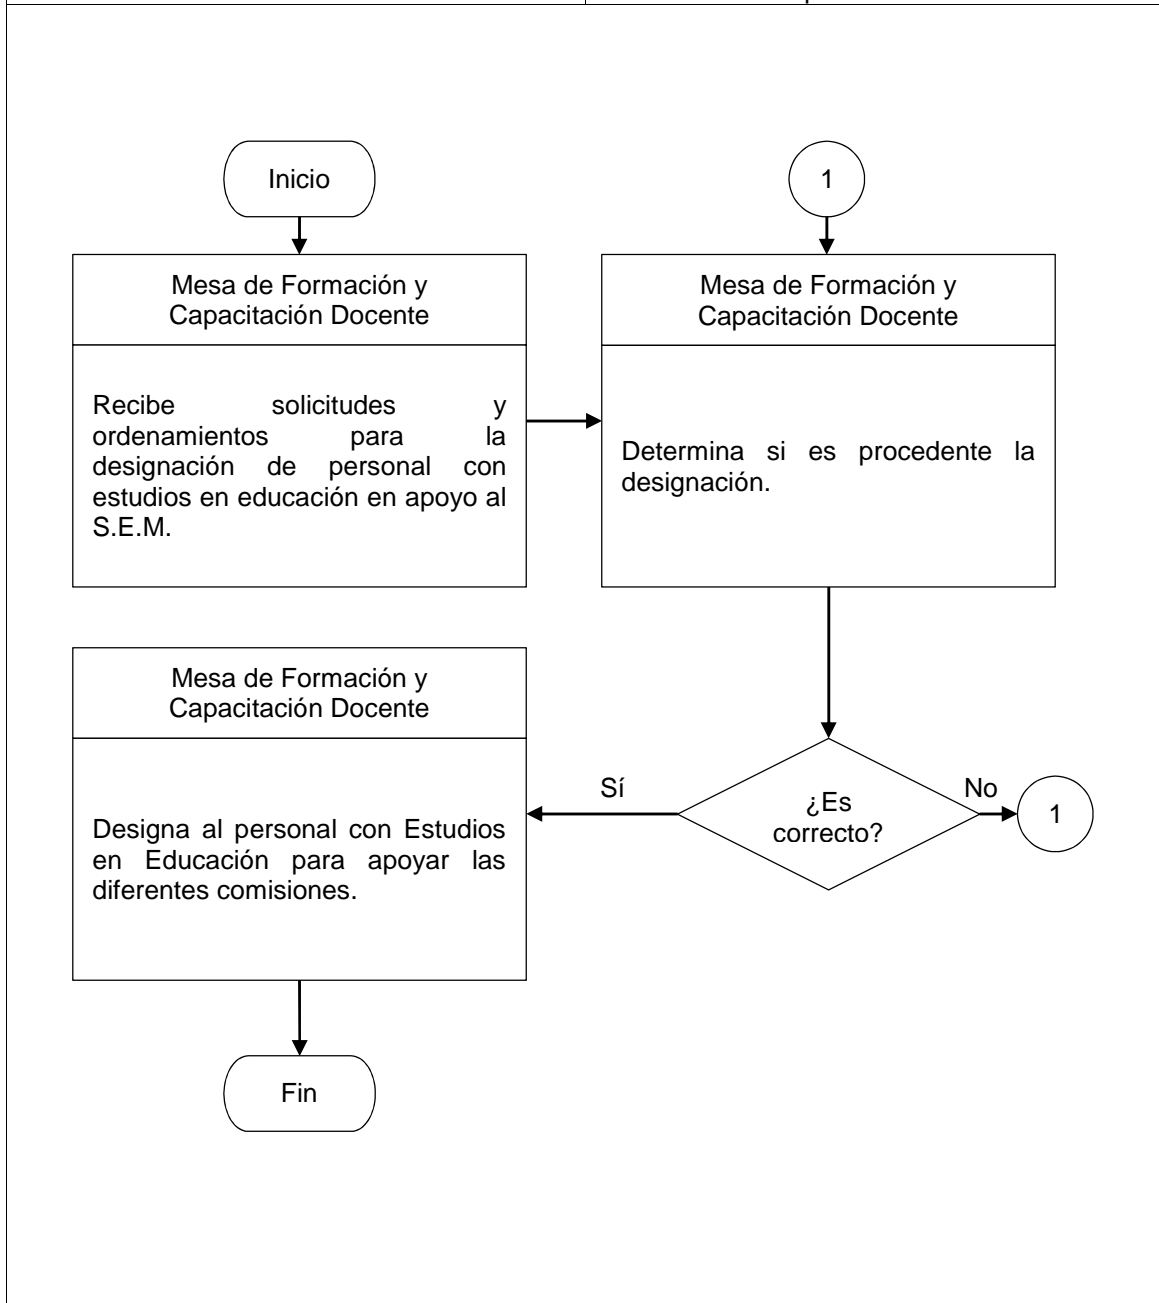 Inicio
Mesa de Formación y
Capacitación Docente
Recibe solicitudes y
ordenamientos para la
designación de personal con
estudios en educación en apoyo al
S.E.M.
1
Mesa de Formación y
Capacitación Docente
Determina si es procedente la
designación.
¿Es
correcto?
No
1
Sí
Mesa de Formación y
Capacitación Docente
Designa al personal con Estudios
en Educación para apoyar las
diferentes comisiones.
Fin